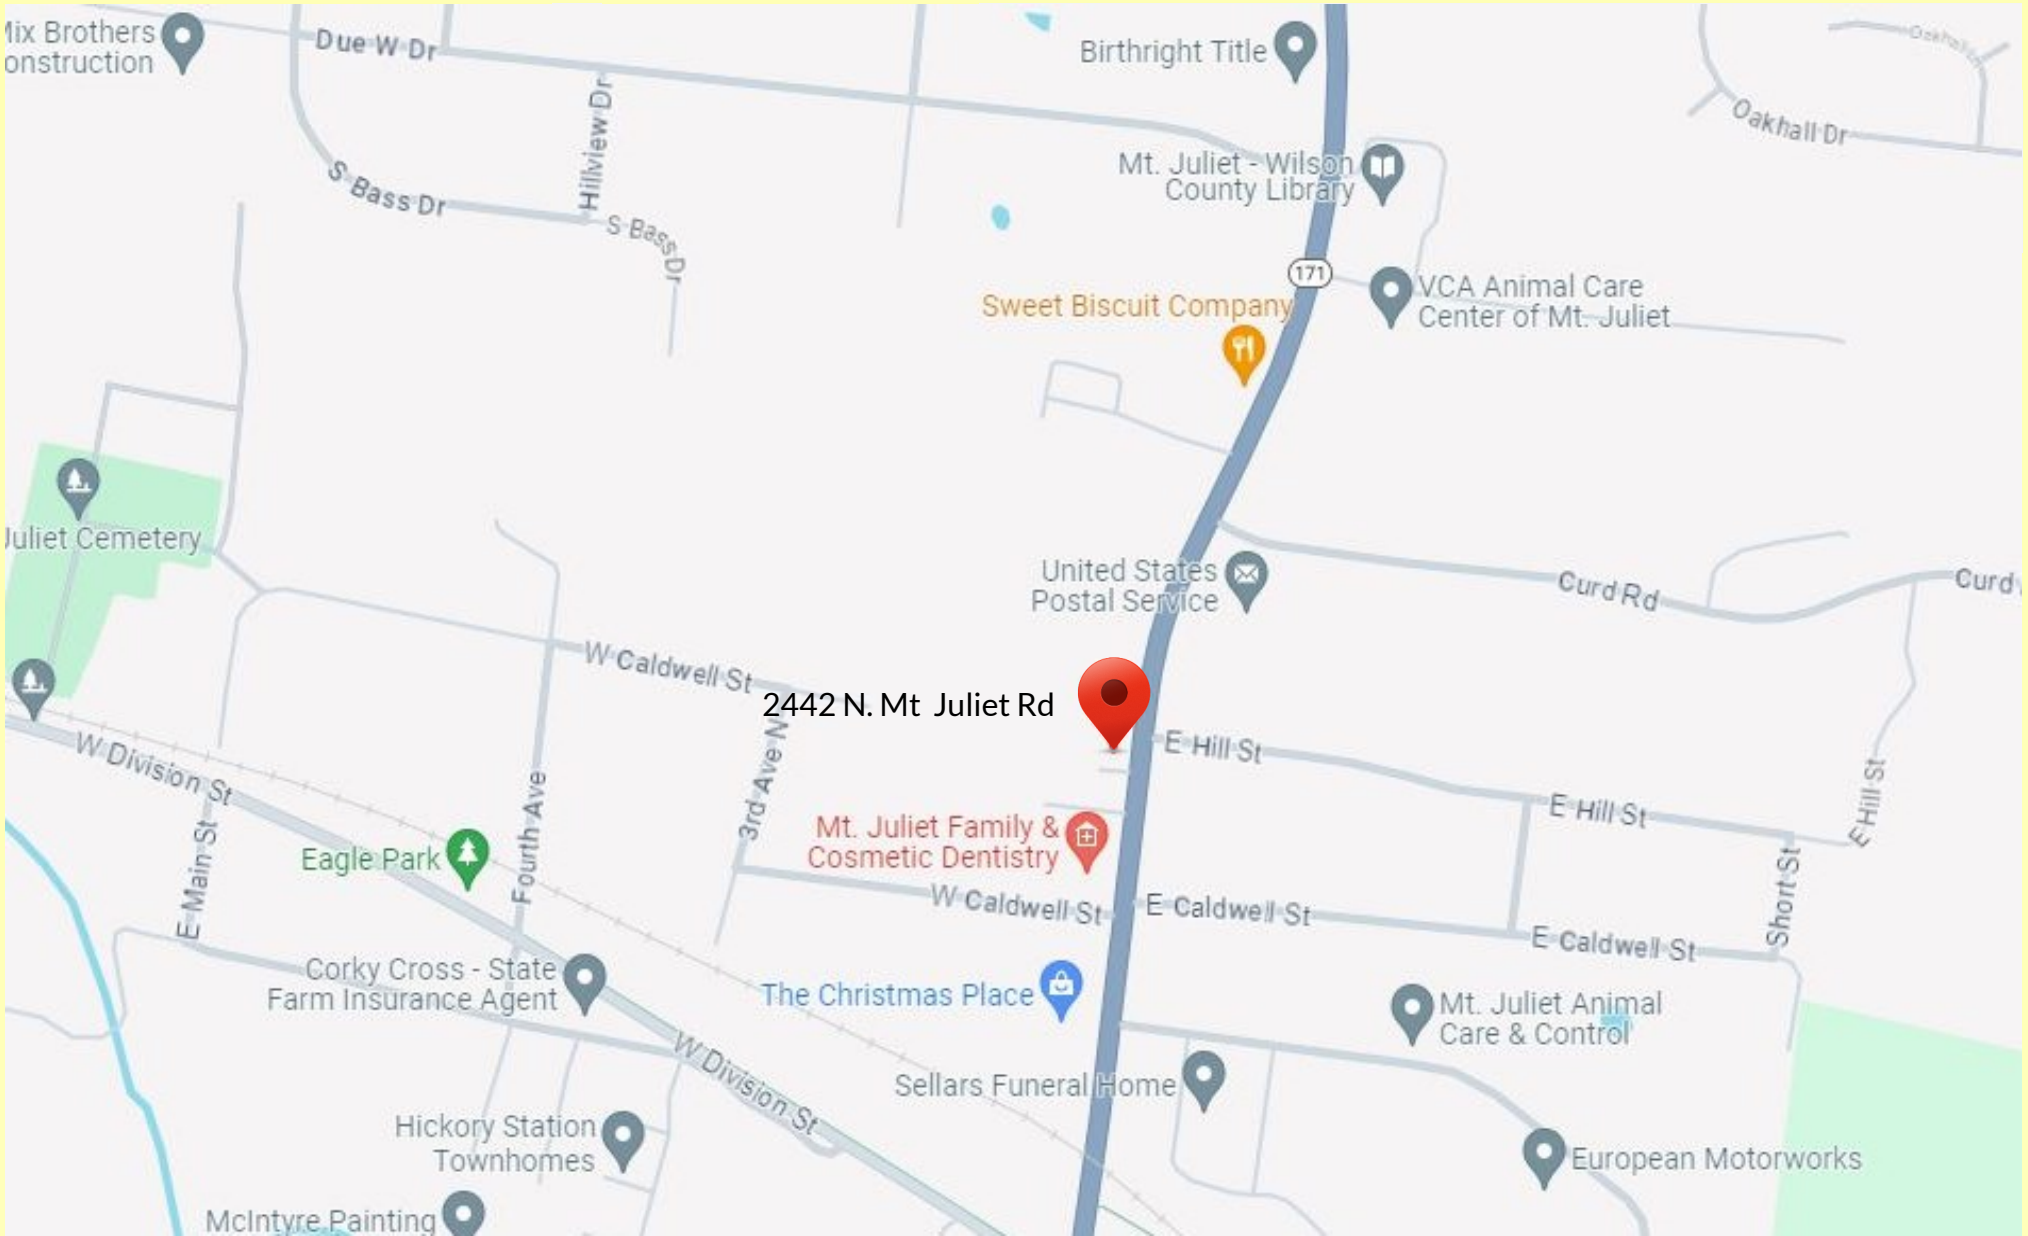 Mix Brothers
onstruction
Due W Dr
Birthright Title
Oakhall Ln
Oakhall Dr
Hillview Dr
Mt. Juliet - Wilson
County Library
S Bass Dr
S Bass Dr
171
VCA Animal Care
Center of Mt. Juliet
Sweet Biscuit Company
Juliet Cemetery
United States
Postal Service
Curd Rd
Curd
W Caldwell St
2442 N. Mt Juliet Rd
E Hill St
W Division St
3rd Ave N
E Hill St
E Hill St
Mt. Juliet Family &
Cosmetic Dentistry
Eagle Park
Fourth Ave
E Main St
W Caldwell St
E Caldwell St
E Caldwell St
Short St
Corky Cross - State
Farm Insurance Agent
The Christmas Place
Mt. Juliet Animal
Care & Control
W Division St
Sellars Funeral Home
Hickory Station
Townhomes
European Motorworks
McIntyre Painting